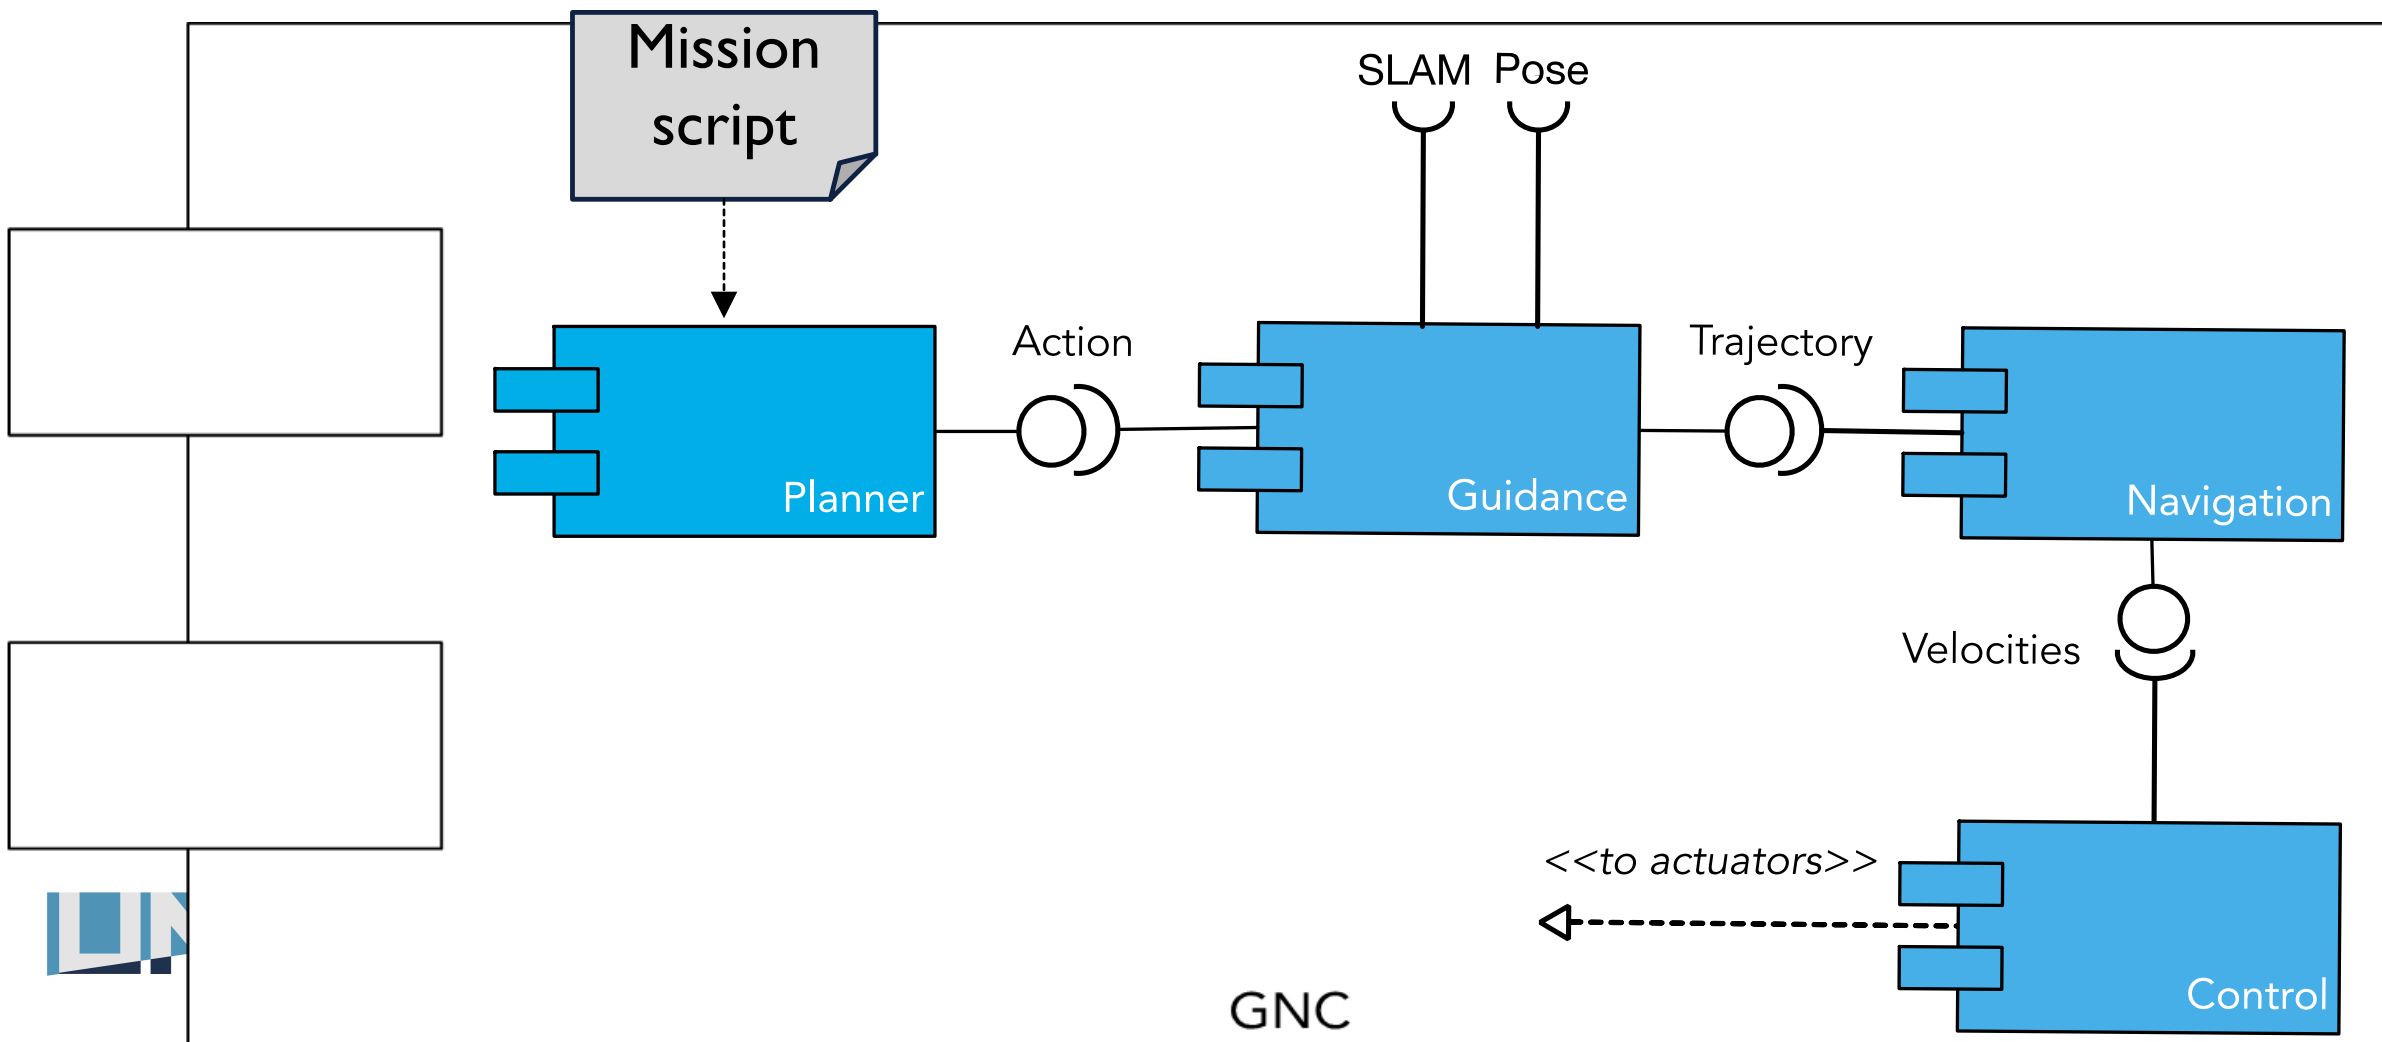 Mission
script
SLAM Pose
Action
Trajectory
Planner
Guidance
Navigation
Velocities
<<to actuators>>
Control
GNC